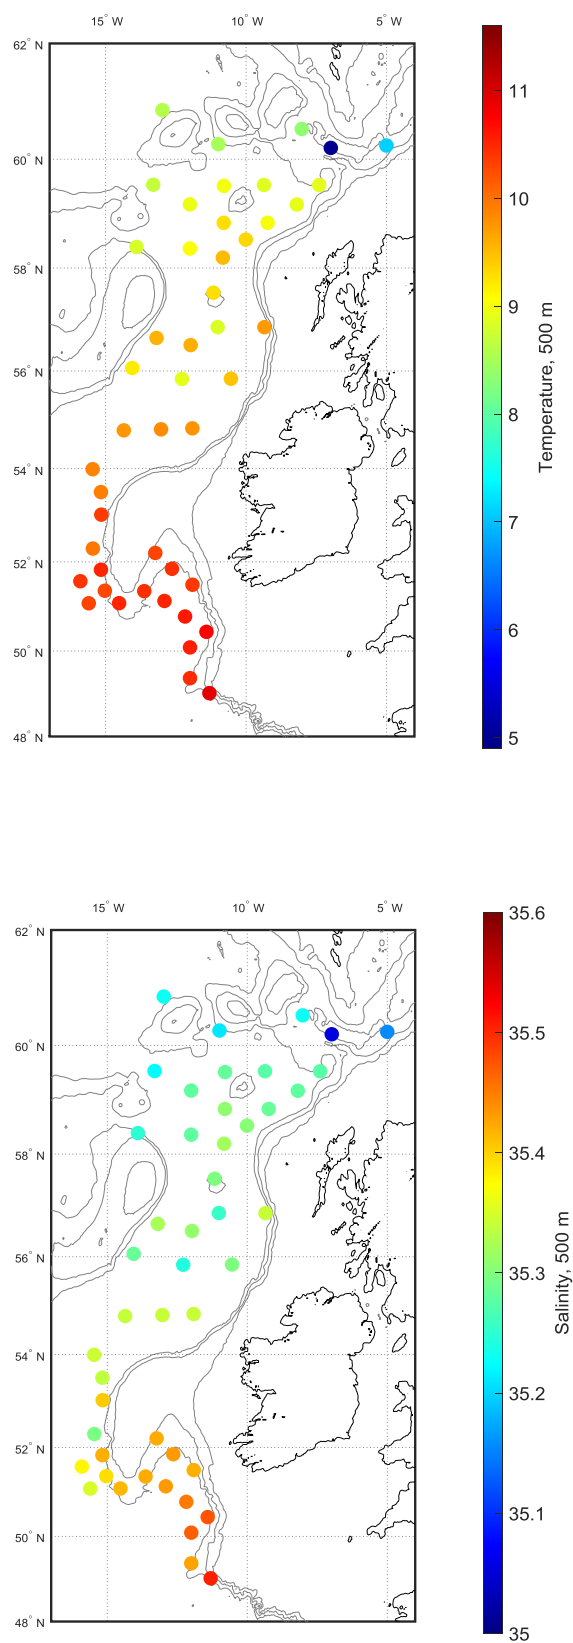 15° W 10° W 5° W
62° N
60° N
58° N
56° N
54° N
52° N
50° N
48° N
11
10
9
8
7
6
5
Temperature, 500 m
15° W 10° W 5° W
62° N
60° N
58° N
56° N
54° N
52° N
50° N
48° N
35.6
35.5
35.4
35.3
35.2
35.1
35
Salinity, 500 m